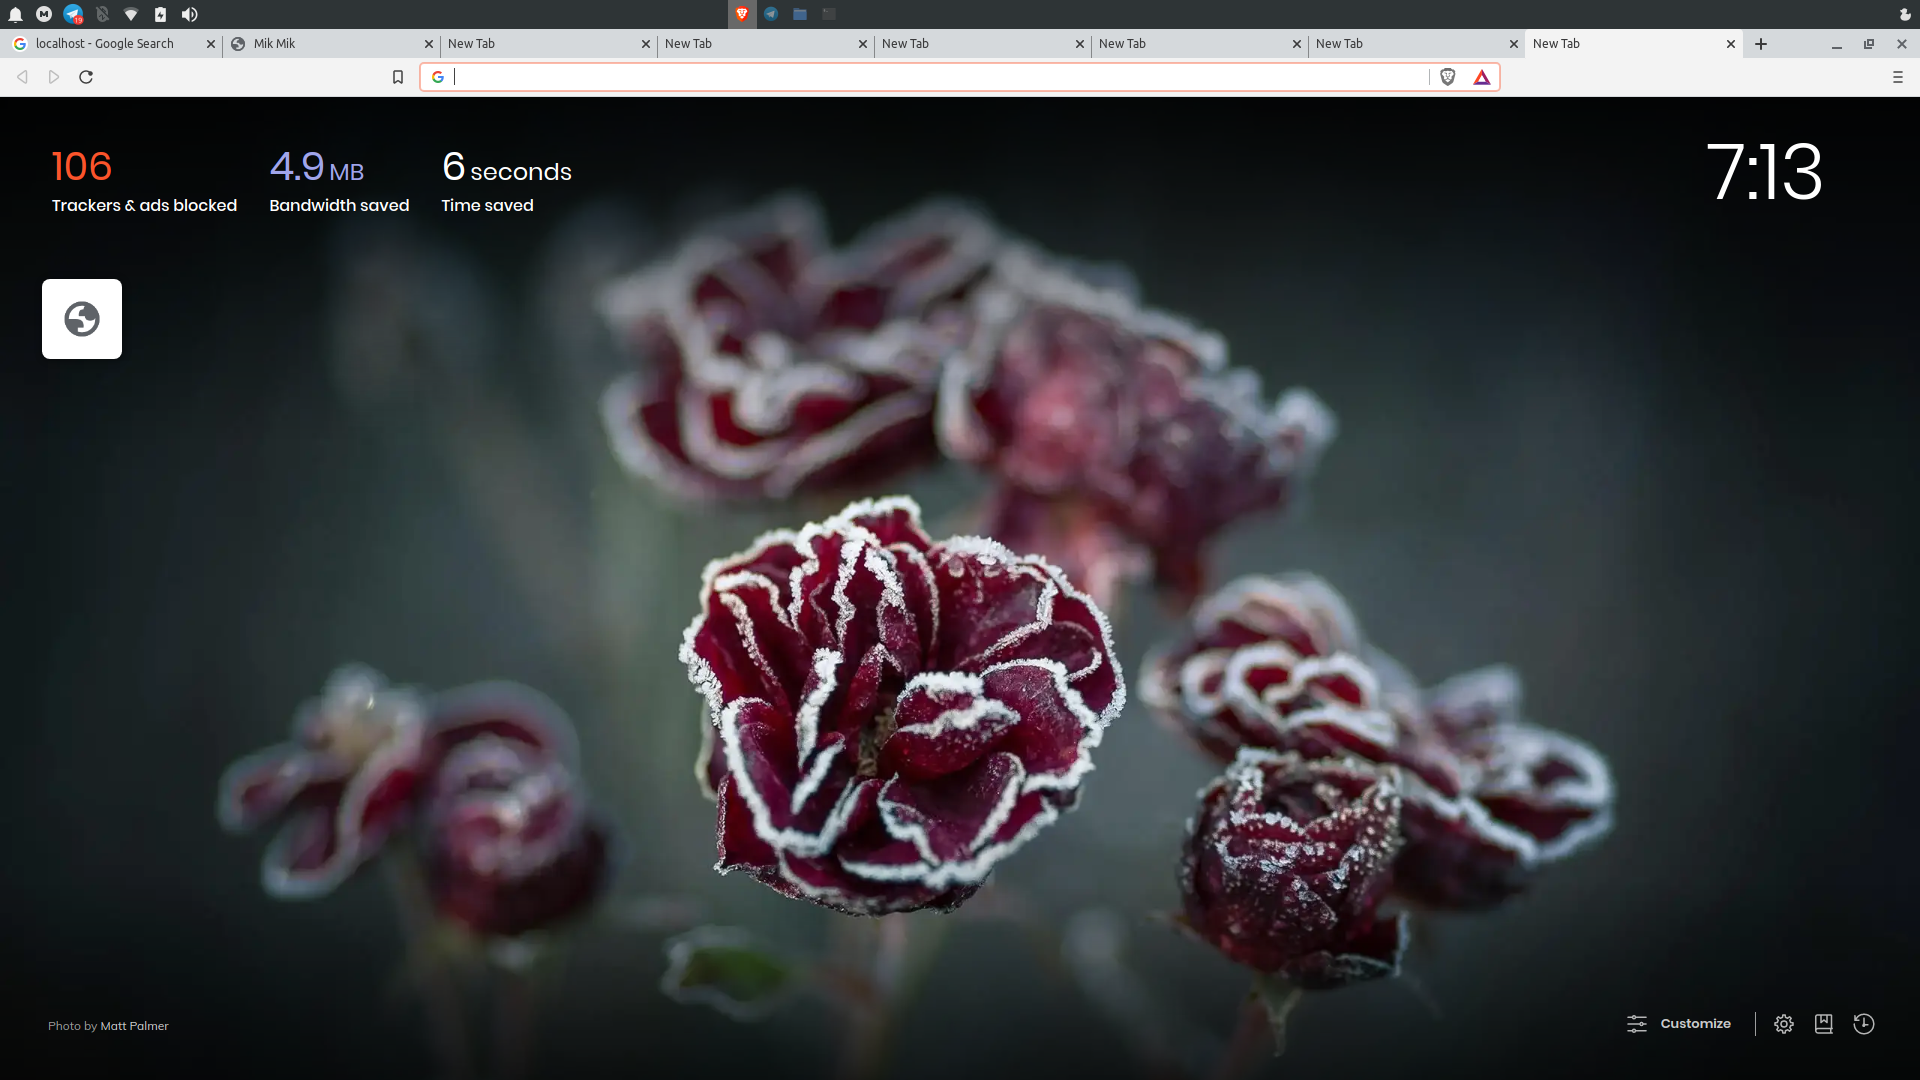 19
localhost - Google Search
Mik Mik
New Tab
New Tab
New Tab
New Tab
New Tab
New Tab
106
Trackers & ads blocked
4.9 MB
Bandwidth saved
6 seconds
Time saved
7:13
Photo by Matt Palmer
Customize